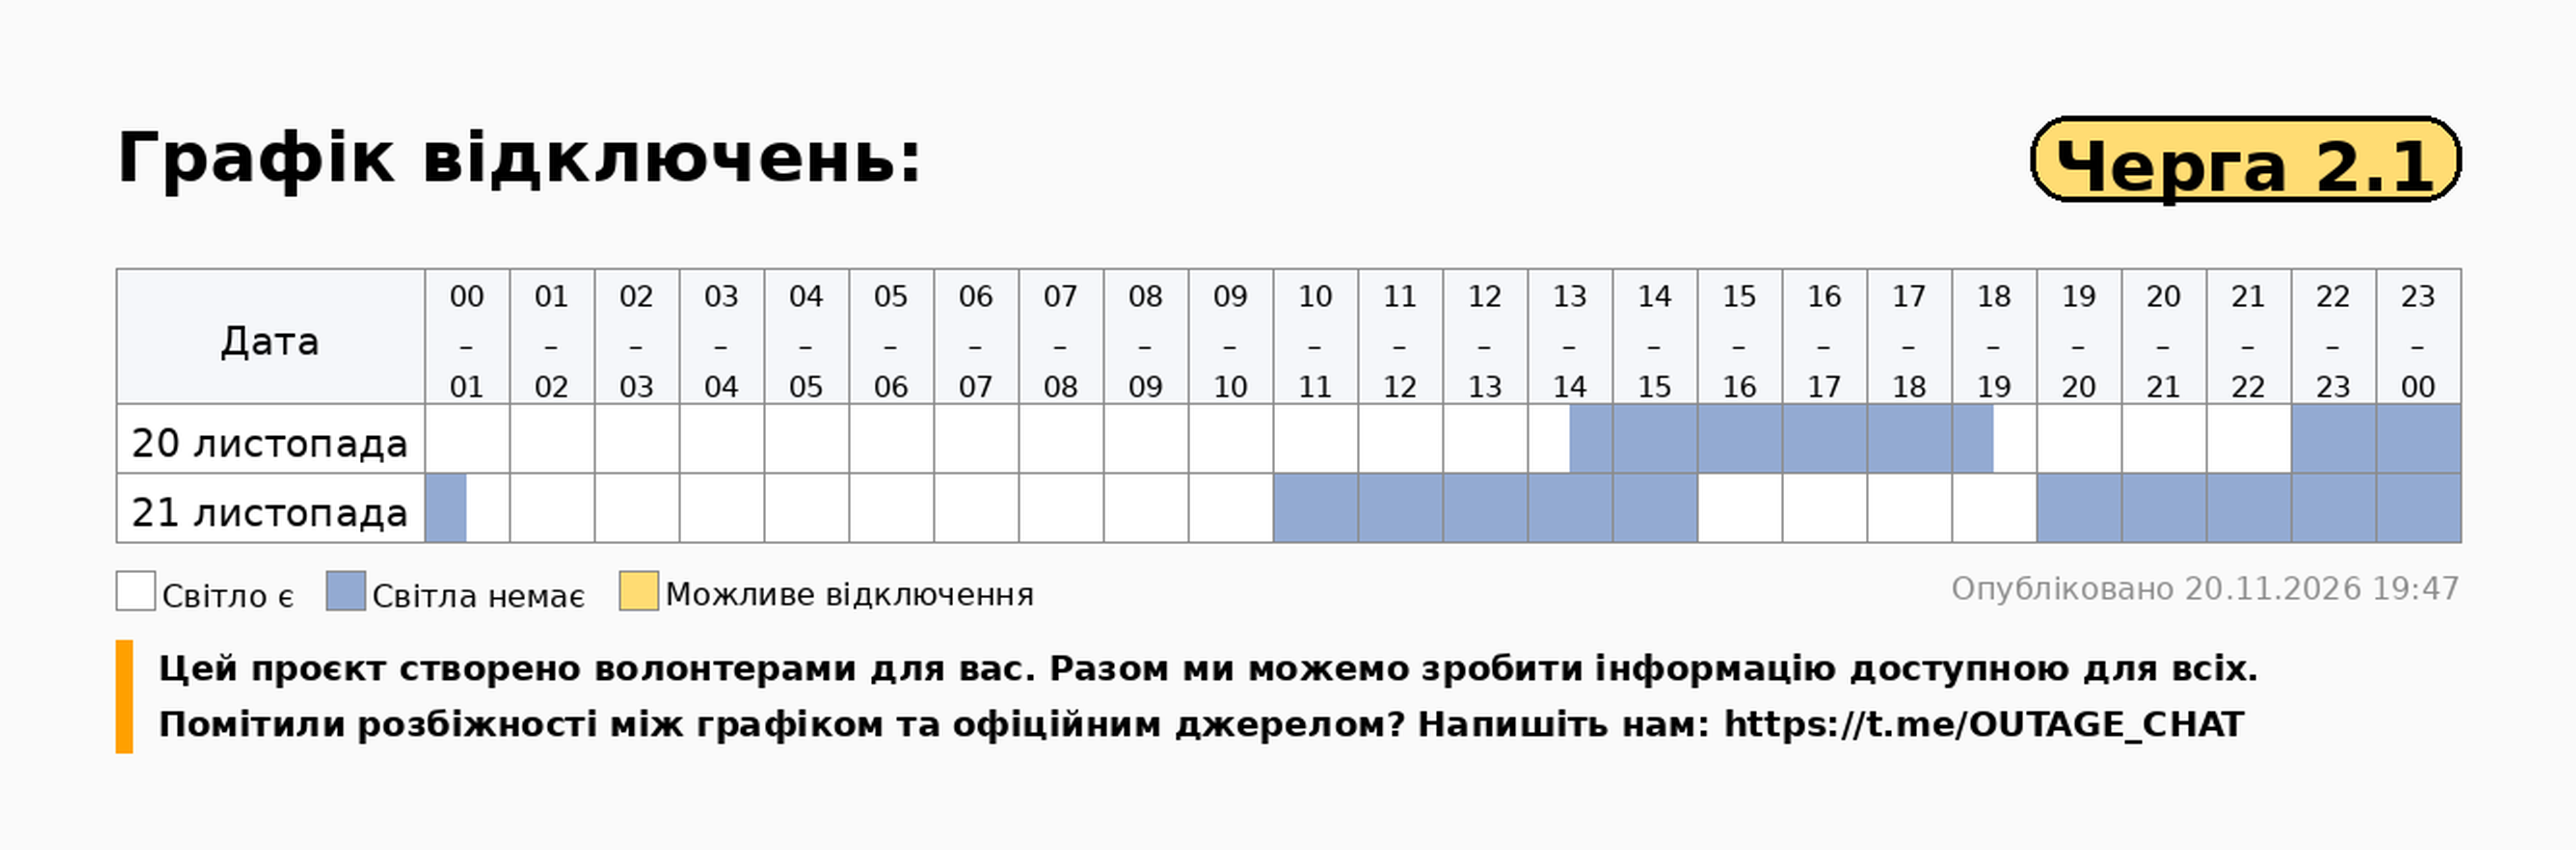 Графік відключень:
Черга 2.1
Дата
00 – 01
01 – 02
02 – 03
03 – 04
04 – 05
05 – 06
06 – 07
07 – 08
08 – 09
09 – 10
10 – 11
11 – 12
12 – 13
13 – 14
14 – 15
15 – 16
16 – 17
17 – 18
18 – 19
19 – 20
20 – 21
21 – 22
22 – 23
23 – 00
20 листопада
21 листопада
Світло є
Світла немає
Можливе відключення
Опубліковано 20.11.2026 19:47
Цей проєкт створено волонтерами для вас. Разом ми можемо зробити інформацію доступною для всіх.
Помітили розбіжності між графіком та офіційним джерелом? Напишіть нам: https://t.me/OUTAGE_CHAT